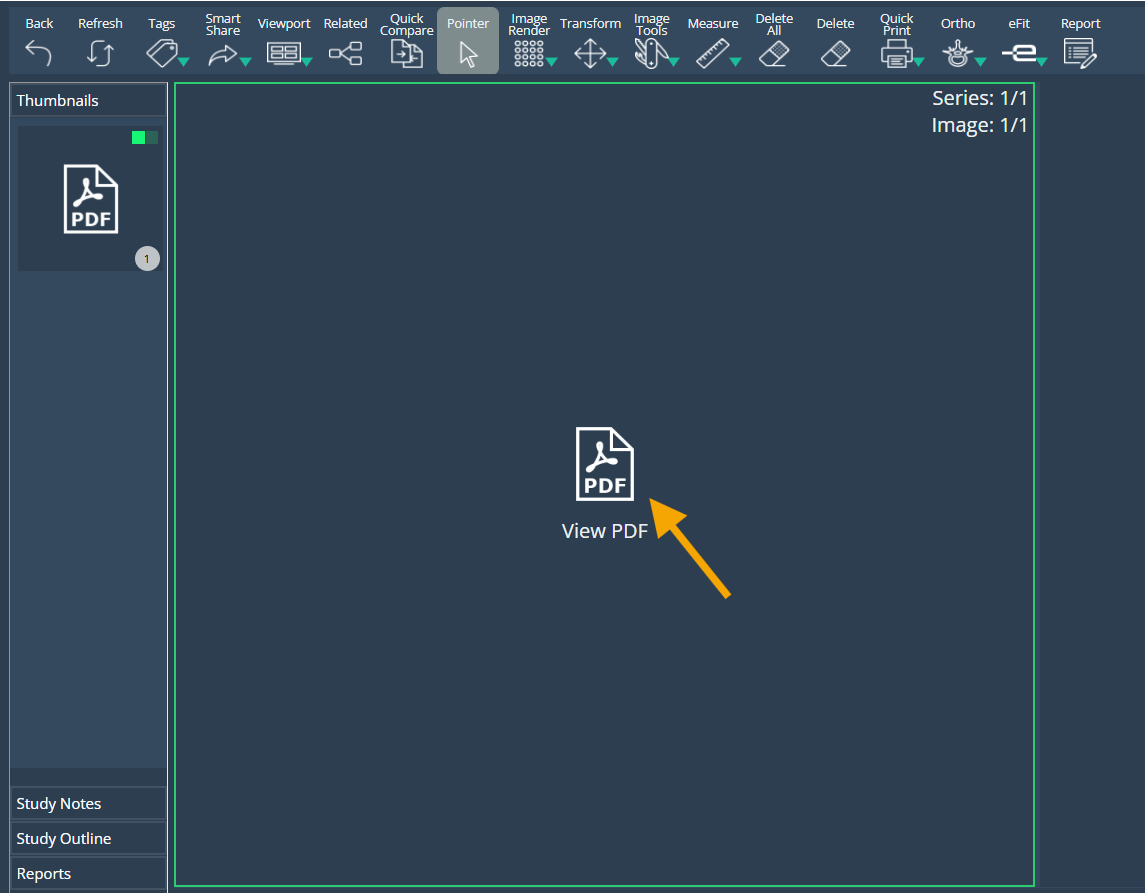 Back
Refresh
Tags
Smart
Share
Viewport
Related
Quick
Compare
Pointer
Image
Render
Transform
Image
Tools
Measure
Delete
All
Delete
Quick
Print
Ortho
eFit
Report
Thumbnails
PDF
1
Series: 1/1
Image: 1/1
PDF
View PDF
Study Notes
Study Outline
Reports